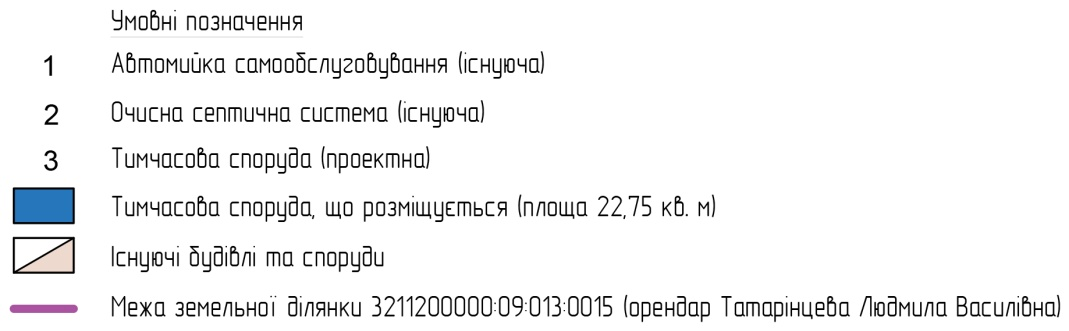 Умовні позначення
1 Автомийка самообслуговування (існуюча)
2 Очисна септична система (існуюча)
3 Тимчасова споруда (проектна)
Тимчасова споруда, що розміщується (площа 22,75 кв. м)
Існуючі будівлі та споруди
Межа земельної ділянки 3211200000:09:013:0015 (орендар Татарінцева Людмила Василівна)